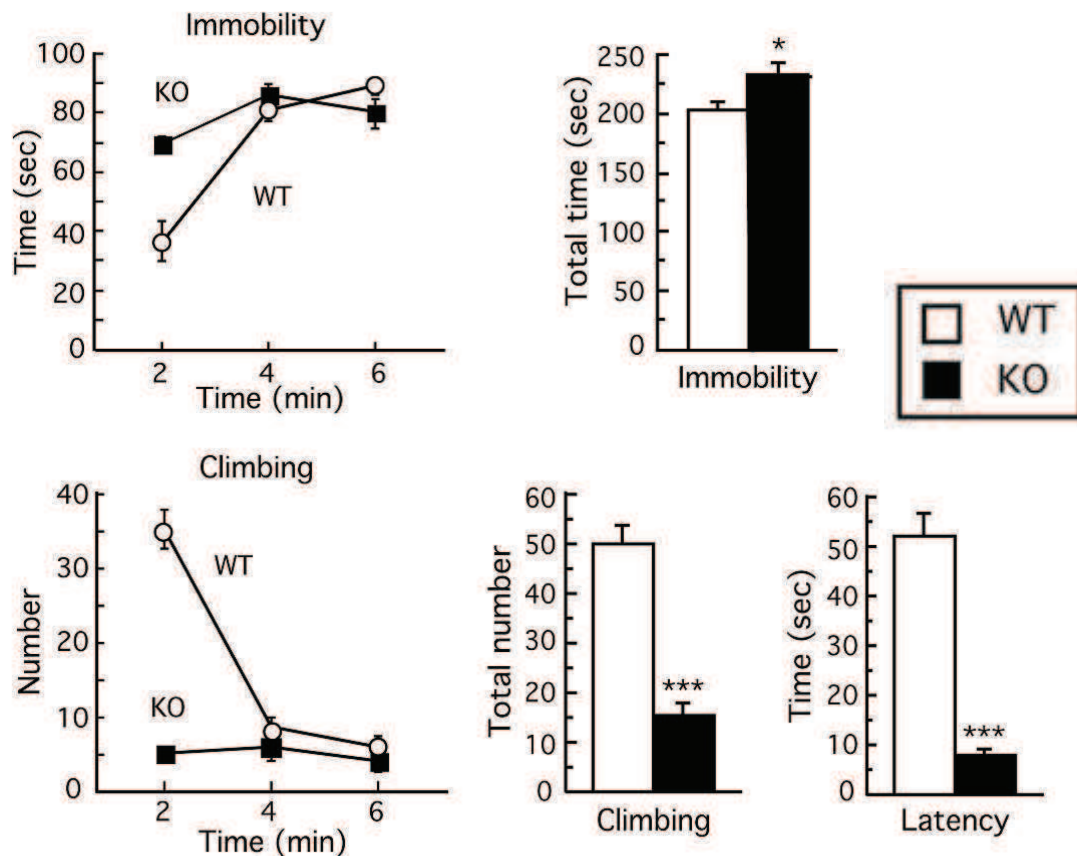 Immobility
100
80
60
40
20
0
Time (sec)
KO
WT
2 4 6
Time (min)
250
200
150
100
50
0
Total time (sec)
*
Immobility
WT
KO
Climbing
40
35
35
10
0
Number
WT
KO
2 4 6
Time (min)
60
50
40
30
20
10
0
Total number
***
Climbing
60
50
40
30
20
10
0
Time (sec)
***
Latency